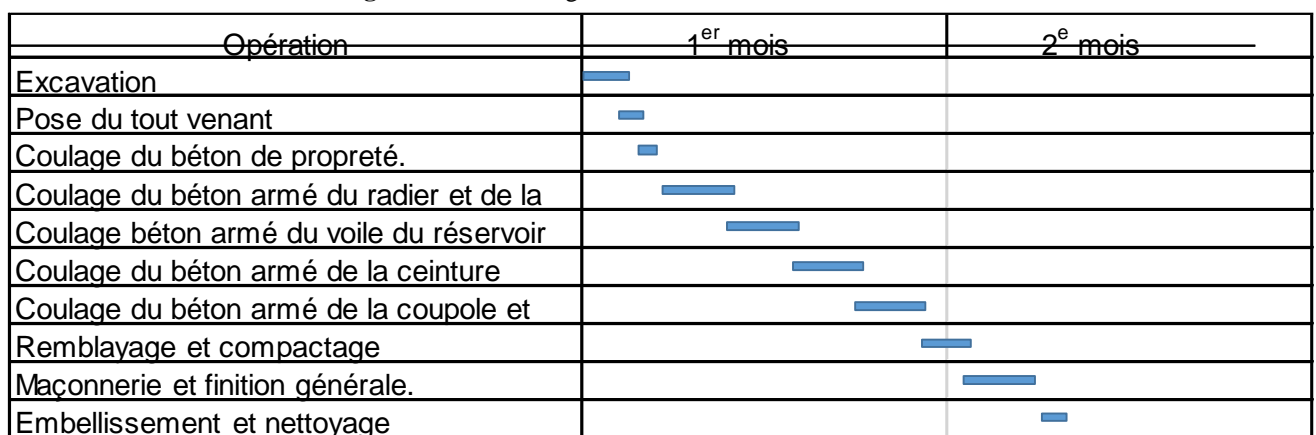 Opération 1er mois 2e mois
Excavation
Pose du tout venant
Coulage du béton de propreté.
Coulage du béton armé du radier et de la
Coulage béton armé du voile du réservoir
Coulage du béton armé de la ceinture
Coulage du béton armé de la coupole et
Remblayage et compactage
Maçonnerie et finition générale.
Embellissement et nettoyage